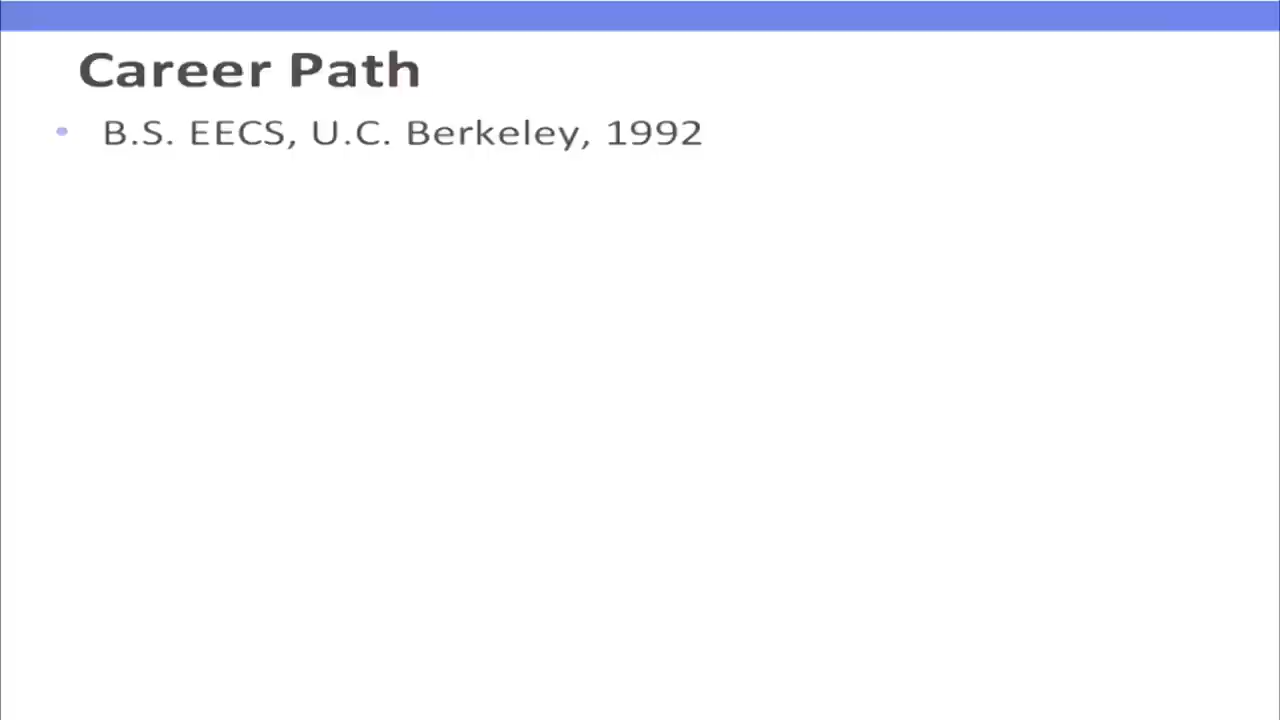 Career Path
• B.S. EECS, U.C. Berkeley, 1992